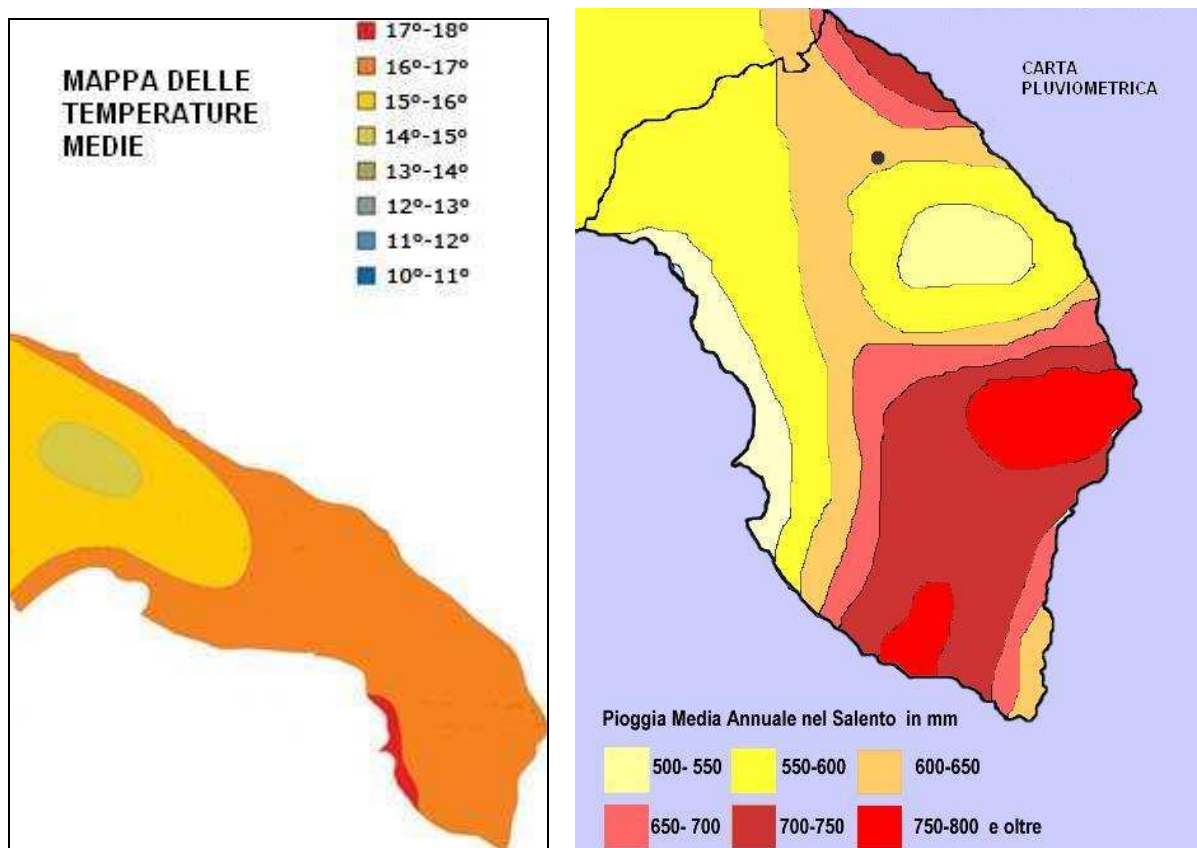 MAPPA DELLE
TEMPERATURE
MEDIE
17°-18°
16°-17°
15°-16°
14°-15°
13°-14°
12°-13°
11°-12°
10°-11°
CARTA
PLUVIOMETRICA
Pioggia Media Annuale nel Salento in mm
500- 550
550-600
600-650
650- 700
700-750
750-800 e oltre